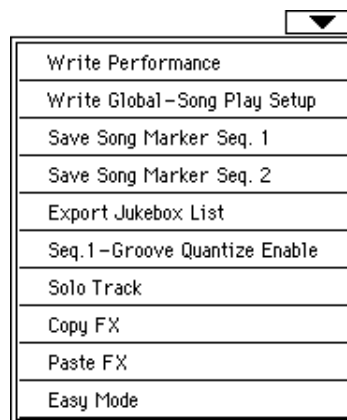 Write Performance
Write Global-Song Play Setup
Save Song Marker Seq. 1
Save Song Marker Seq. 2
Export Jukebox List
Seq.1-Groove Quantize Enable
Solo Track
Copy FX
Paste FX
Easy Mode